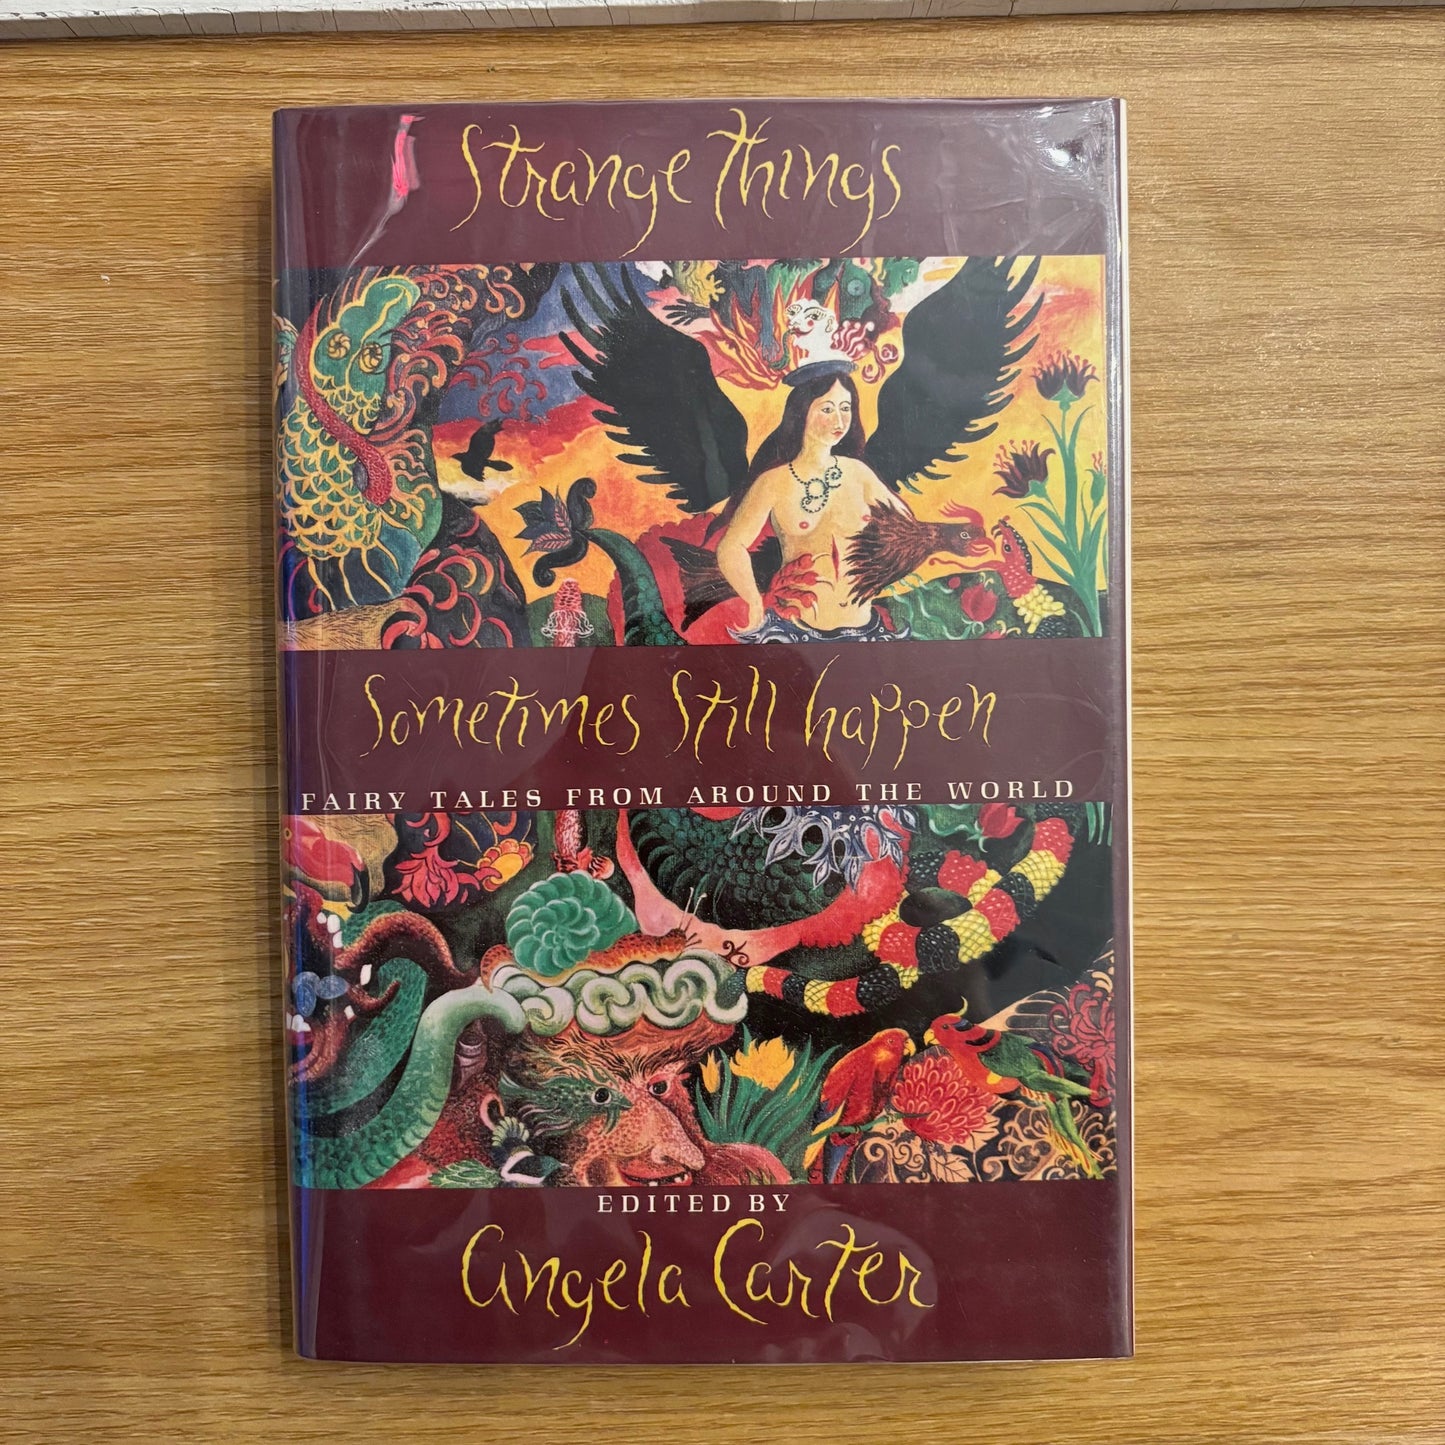 Strange Things
Sometimes Still happen
FAIRY TALES FROM AROUND THE WORLD
EDITED BY
Angela Carter